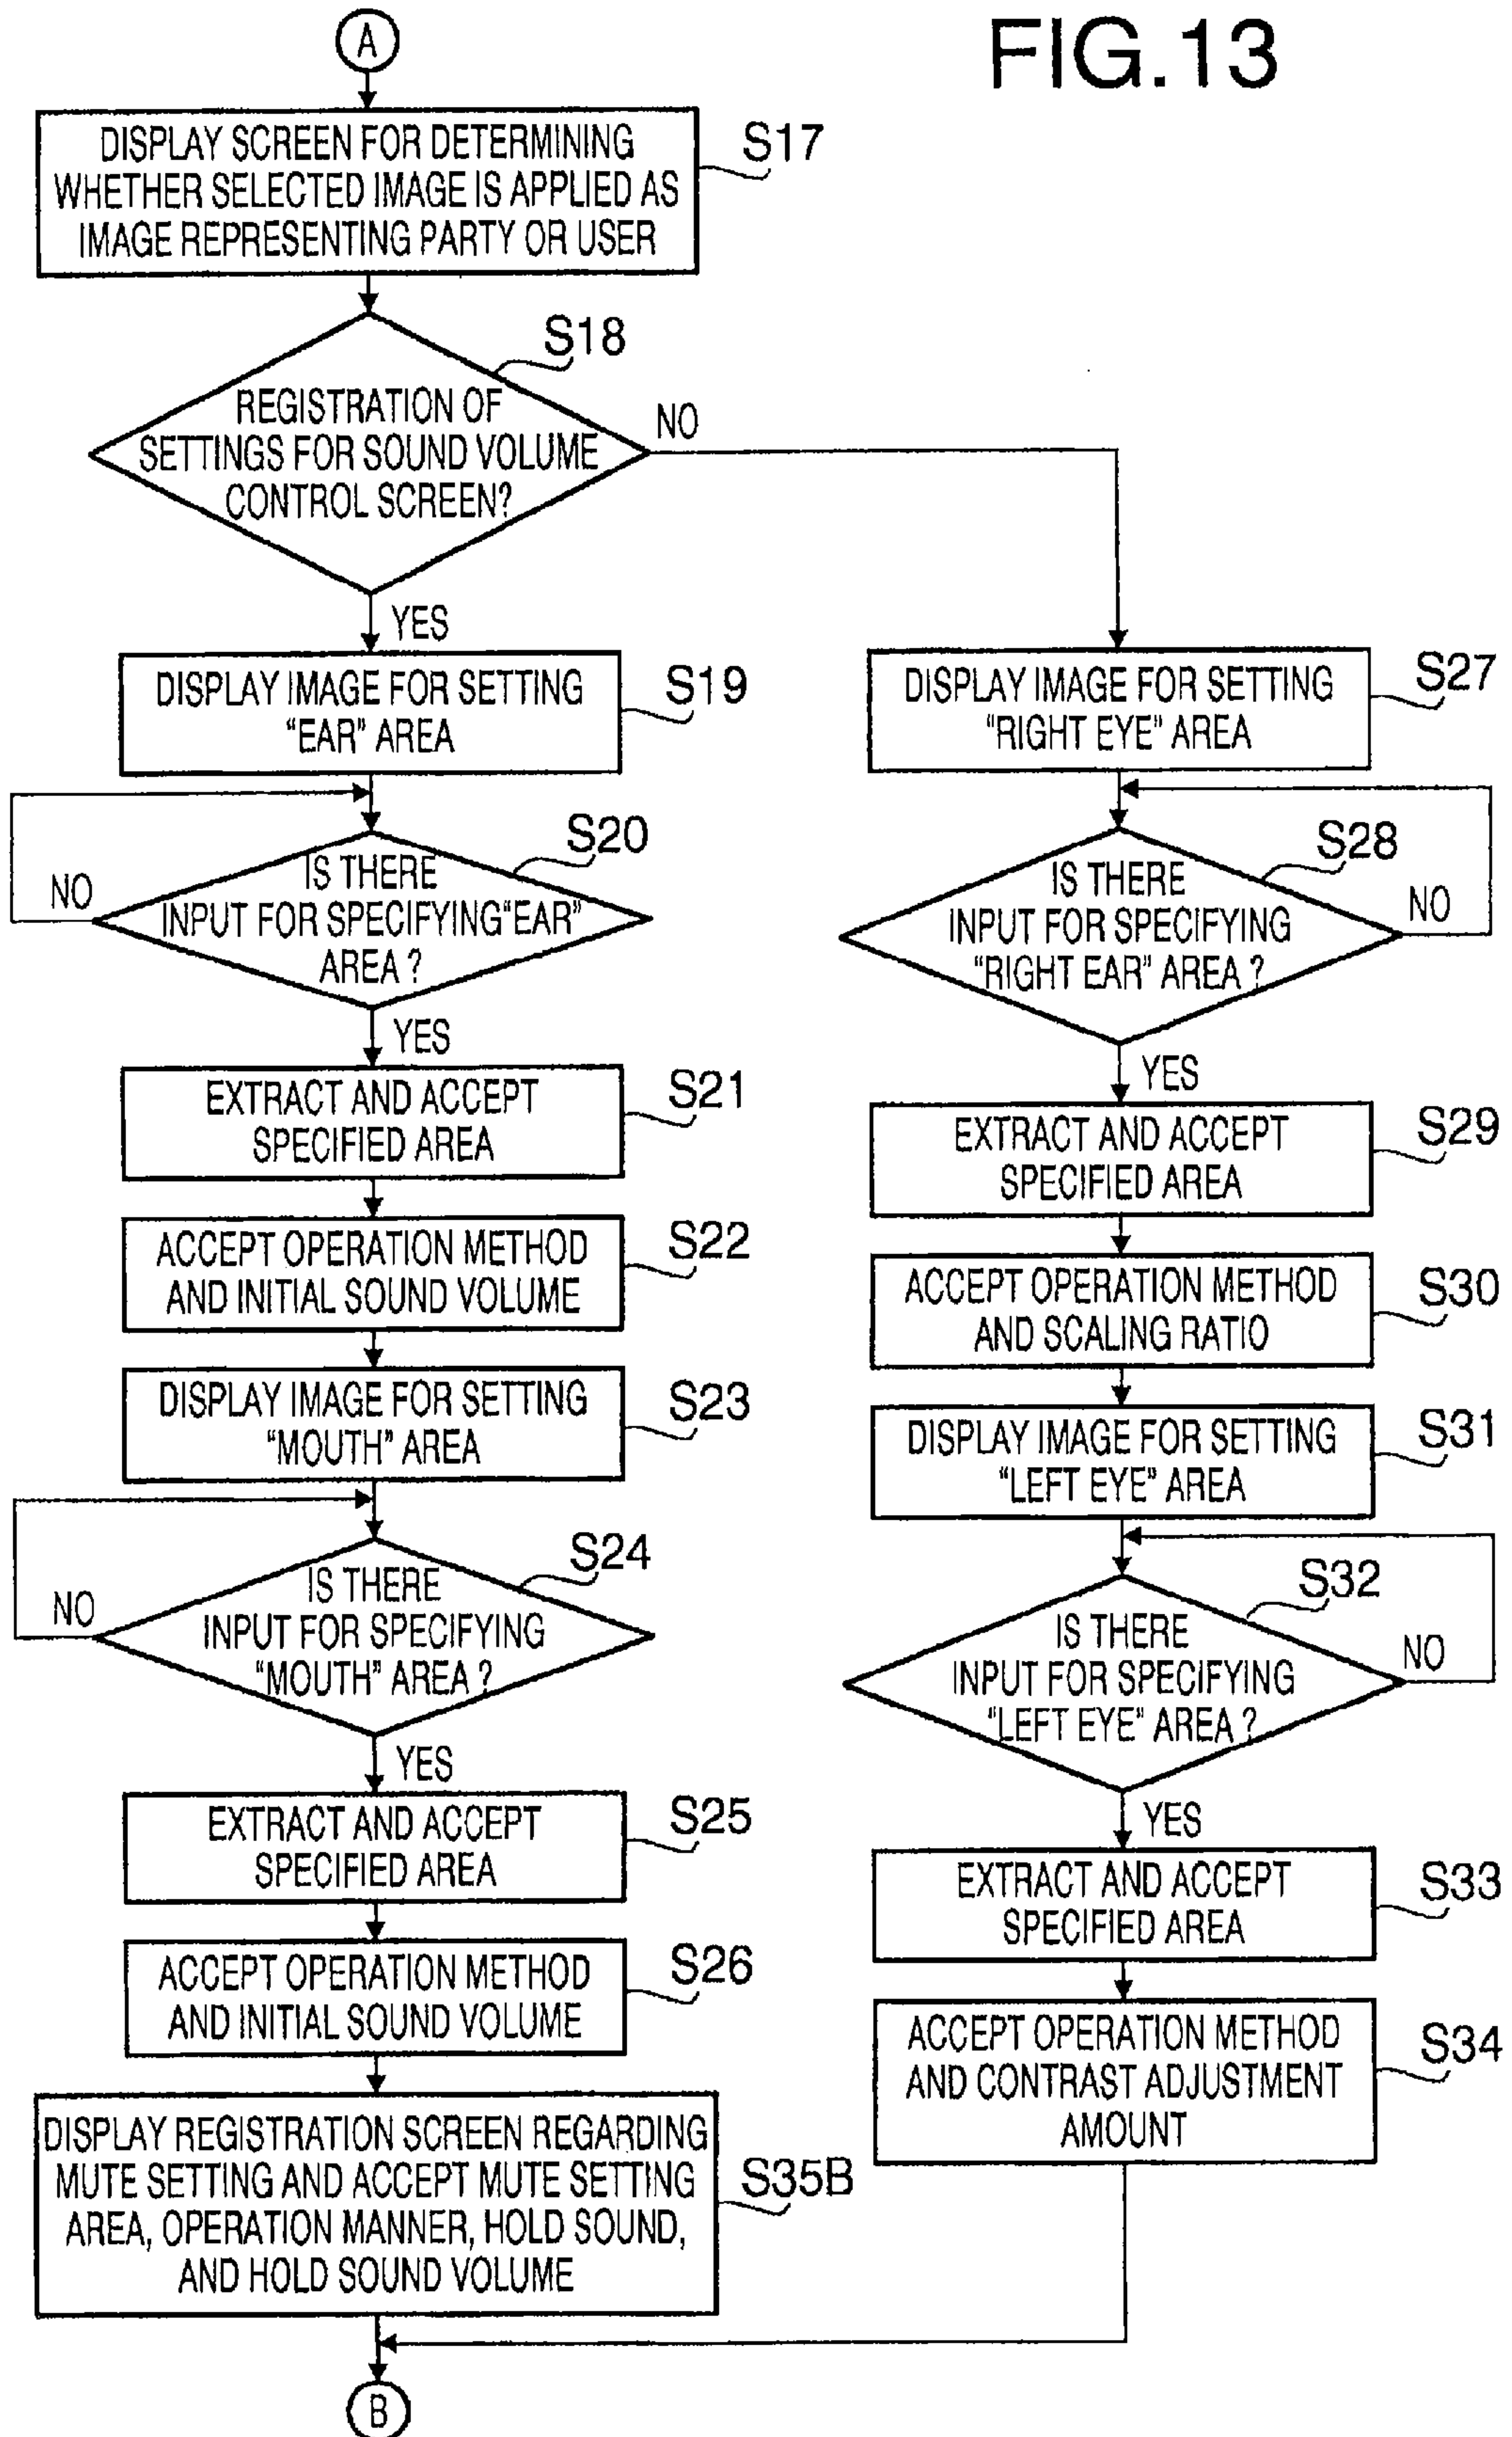 FIG.13
A
DISPLAY SCREEN FOR DETERMINING
WHETHER SELECTED IMAGE IS APPLIED AS
IMAGE REPRESENTING PARTY OR USER
S17
S18
REGISTRATION OF
SETTINGS FOR SOUND VOLUME
CONTROL SCREEN?
NO
YES
DISPLAY IMAGE FOR SETTING
“EAR” AREA
S19
S20
IS THERE
INPUT FOR SPECIFYING“EAR”
AREA ?
NO
YES
EXTRACT AND ACCEPT
SPECIFIED AREA
S21
ACCEPT OPERATION METHOD
AND INITIAL SOUND VOLUME
S22
DISPLAY IMAGE FOR SETTING
“MOUTH” AREA
S23
S24
IS THERE
INPUT FOR SPECIFYING
“MOUTH” AREA ?
NO
YES
EXTRACT AND ACCEPT
SPECIFIED AREA
S25
ACCEPT OPERATION METHOD
AND INITIAL SOUND VOLUME
S26
DISPLAY REGISTRATION SCREEN REGARDING
MUTE SETTING AND ACCEPT MUTE SETTING
AREA, OPERATION MANNER, HOLD SOUND,
AND HOLD SOUND VOLUME
S35B
DISPLAY IMAGE FOR SETTING
“RIGHT EYE” AREA
S27
S28
IS THERE
INPUT FOR SPECIFYING
“RIGHT EAR” AREA ?
NO
YES
EXTRACT AND ACCEPT
SPECIFIED AREA
S29
ACCEPT OPERATION METHOD
AND SCALING RATIO
S30
DISPLAY IMAGE FOR SETTING
“LEFT EYE” AREA
S31
S32
IS THERE
INPUT FOR SPECIFYING
“LEFT EYE” AREA ?
NO
YES
EXTRACT AND ACCEPT
SPECIFIED AREA
S33
ACCEPT OPERATION METHOD
AND CONTRAST ADJUSTMENT
AMOUNT
S34
B